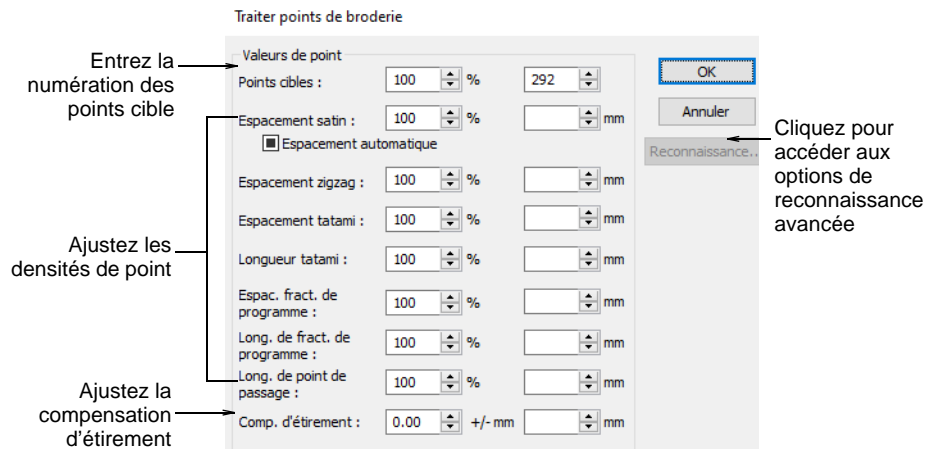 Traiter points de broderie
Entrez la
numération des
points cible
Valeurs de point
Points cibles : 100 % 292
Espacement satin : 100 % mm
Espacement automatique
Espacement zigzag : 100 % mm
Espacement tatami : 100 % mm
Longueur tatami : 100 % mm
Espac. fract. de
programme : 100 % mm
Long. de fract. de
programme : 100 % mm
Long. de point de
passage : 100 % mm
Comp. d'étirement : 0.00 +/- mm mm
Ajustez les
densités de point
Ajustez la
compensation
d'étirement
OK
Annuler
Reconnaissance..
Cliquez pour
accéder aux
options de
reconnaissance
avancée